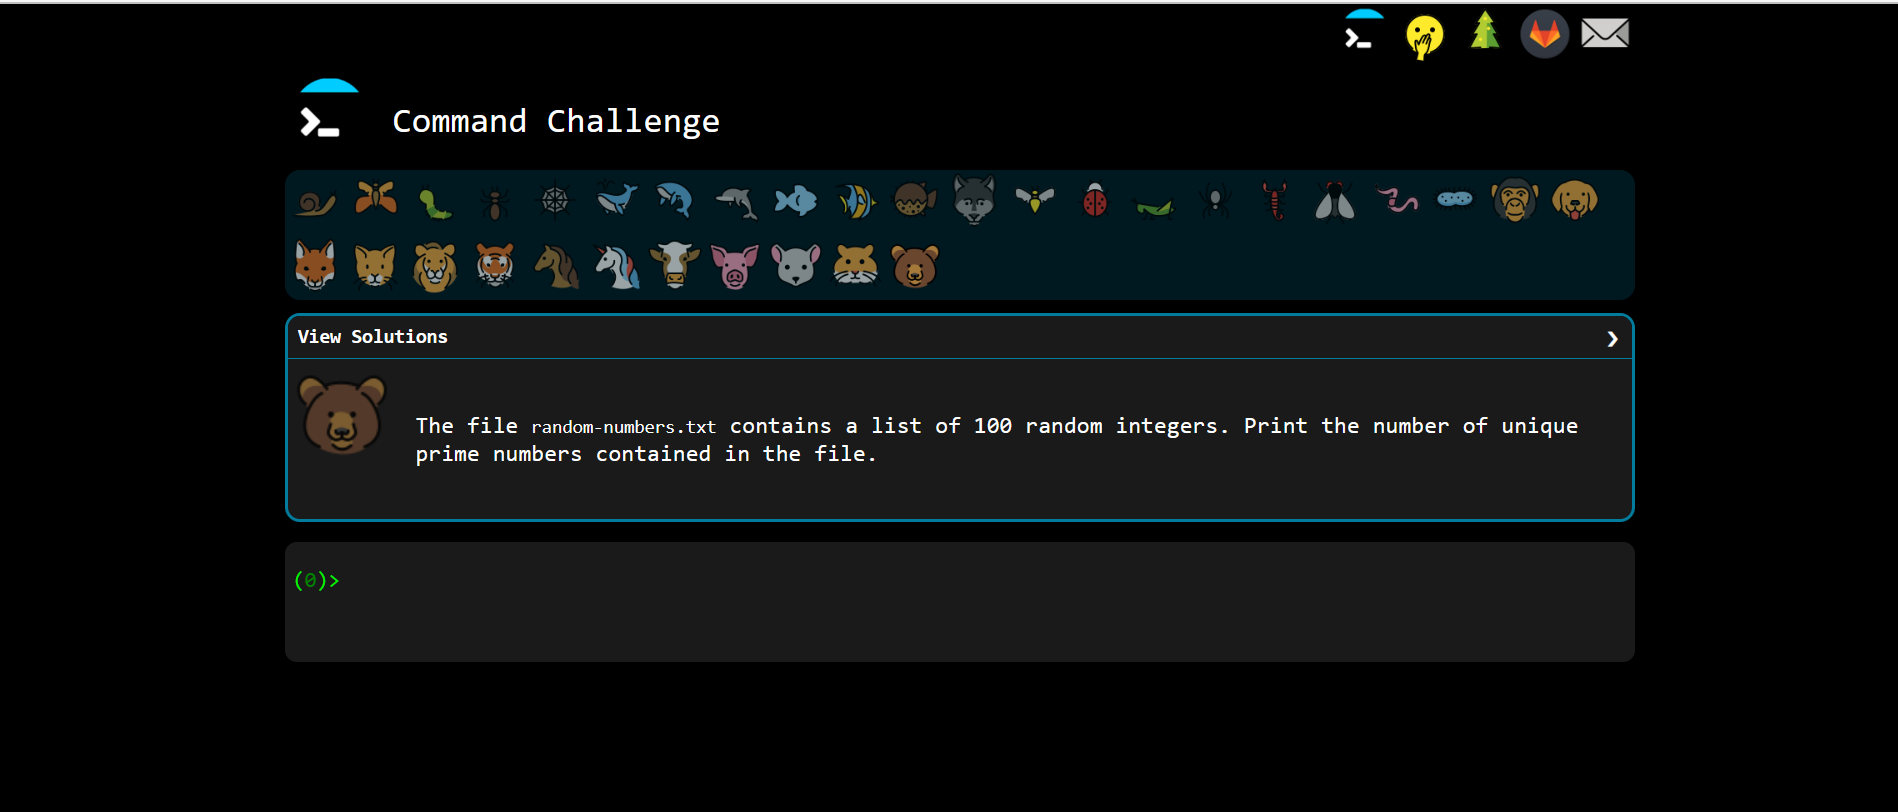 Command Challenge
View Solutions
The file random-numbers.txt contains a list of 100 random integers. Print the number of unique
prime numbers contained in the file.
(0)>